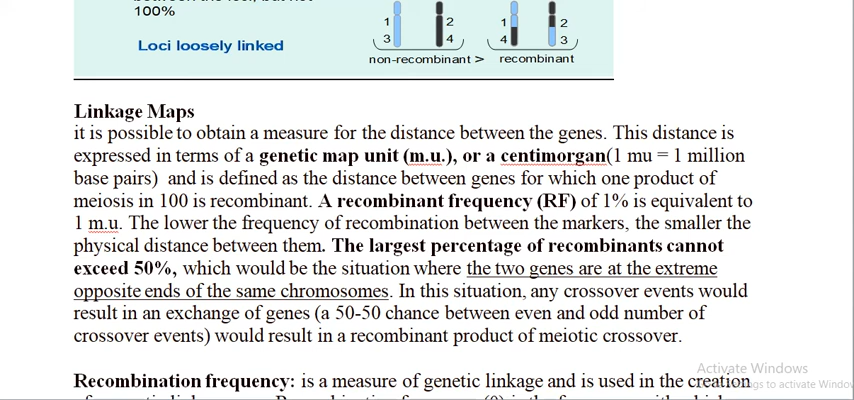 100%
Loci loosely linked
1 2 1 2
3 4 4 3
non-recombinant > recombinant
Linkage Maps
it is possible to obtain a measure for the distance between the genes. This distance is
expressed in terms of a genetic map unit (m.u.), or a centimorgan(1 mu = 1 million
base pairs) and is defined as the distance between genes for which one product of
meiosis in 100 is recombinant. A recombinant frequency (RF) of 1% is equivalent to
1 m.u. The lower the frequency of recombination between the markers, the smaller the
physical distance between them. The largest percentage of recombinants cannot
exceed 50%, which would be the situation where the two genes are at the extreme
opposite ends of the same chromosomes. In this situation, any crossover events would
result in an exchange of genes (a 50-50 chance between even and odd number of
crossover events) would result in a recombinant product of meiotic crossover.
Activate Windows
to activate Windows
Recombination frequency: is a measure of genetic linkage and is used in the creation